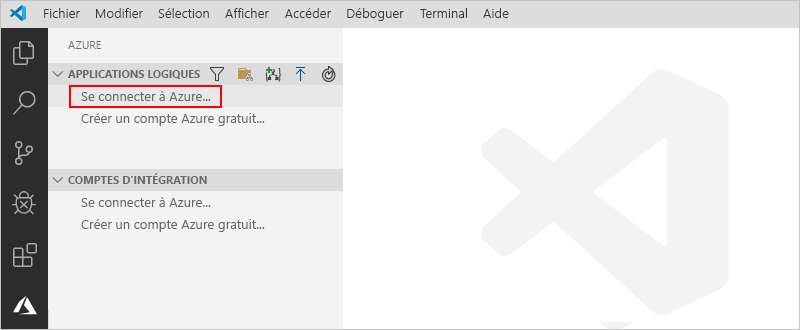 Fichier Modifier Sélection Afficher Accéder Déboguer Terminal Aide
AZURE
APPLICATIONS LOGIQUES
Se connecter à Azure...
Créer un compte Azure gratuit...
COMPTES D'INTÉGRATION
Se connecter à Azure...
Créer un compte Azure gratuit...